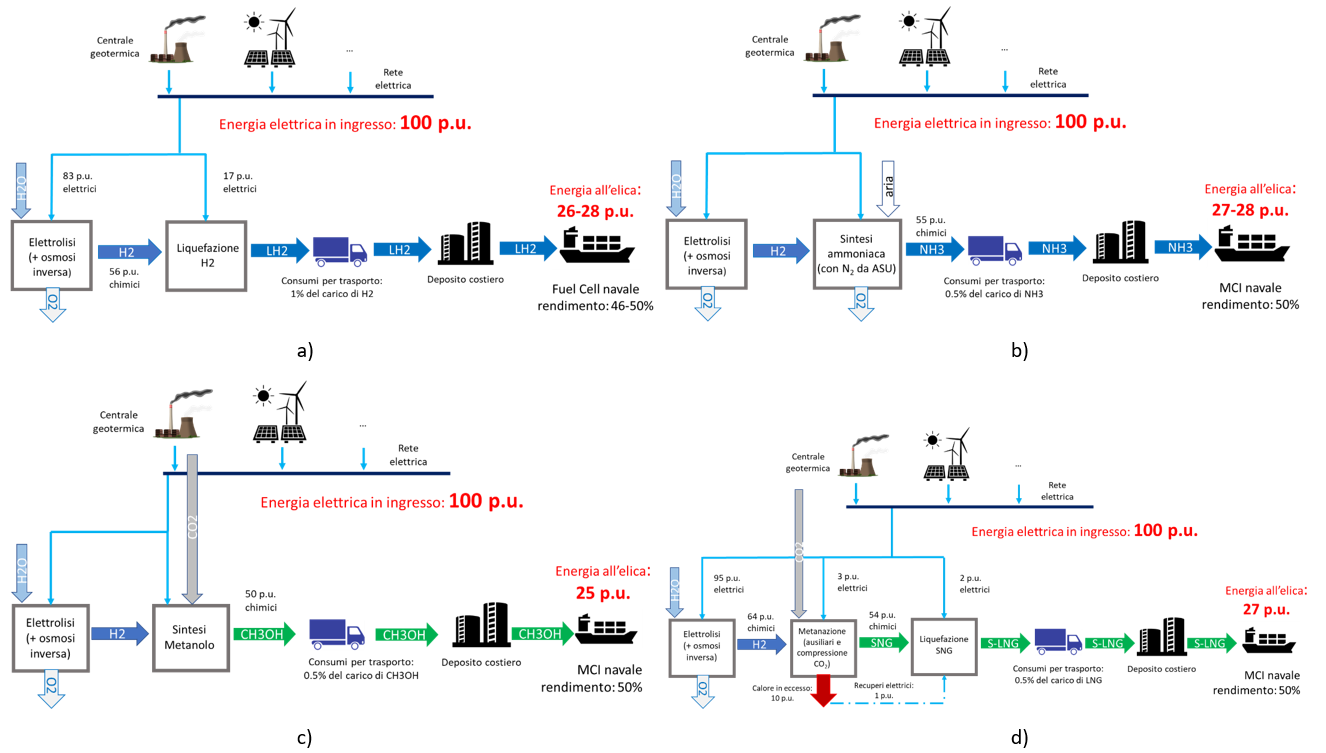 Centrale
geotermica
...
Rete
elettrica
Energia elettrica in ingresso: 100 p.u.
H2O
83 p.u.
elettrici
17 p.u.
elettrici
Elettrolisi
(+ osmosi
inversa)
H2
56 p.u.
chimici
Liquefazione
H2
LH2
Consumi per trasporto:
1% del carico di H2
LH2
Deposito costiero
LH2
Energia all'elica:
26-28 p.u.
Fuel Cell navale
rendimento: 46-50%
O2
a)
Centrale
geotermica
...
Rete
elettrica
Energia elettrica in ingresso: 100 p.u.
H2O
aria
Elettrolisi
(+ osmosi
inversa)
H2
Sintesi
ammoniaca
(con N2 da ASU)
55 p.u.
chimici
NH3
Consumi per trasporto:
0.5% del carico di NH3
NH3
Deposito costiero
NH3
Energia all'elica:
27-28 p.u.
MCI navale
rendimento: 50%
O2
O2
b)
Centrale
geotermica
...
Rete
elettrica
Energia elettrica in ingresso: 100 p.u.
CO2
H2O
Elettrolisi
(+ osmosi
inversa)
H2
Sintesi
Metanolo
50 p.u.
chimici
CH3OH
Consumi per trasporto:
0.5% del carico di CH3OH
CH3OH
Deposito costiero
CH3OH
Energia all'elica:
25 p.u.
MCI navale
rendimento: 50%
O2
c)
Centrale
geotermica
...
Rete
elettrica
Energia elettrica in ingresso: 100 p.u.
CO2
H2O
95 p.u.
elettrici
3 p.u.
elettrici
2 p.u.
elettrici
Elettrolisi
(+ osmosi
inversa)
64 p.u.
chimici
H2
Metanazione
(ausiliari e
compressione
CO2)
54 p.u.
chimici
SNG
Liquefazione
SNG
S-LNG
Consumi per trasporto:
0.5% del carico di LNG
S-LNG
Deposito costiero
S-LNG
Energia all'elica:
27 p.u.
MCI navale
rendimento: 50%
O2
Calore in eccesso:
10 p.u.
Recuperi elettrici:
1 p.u.
d)